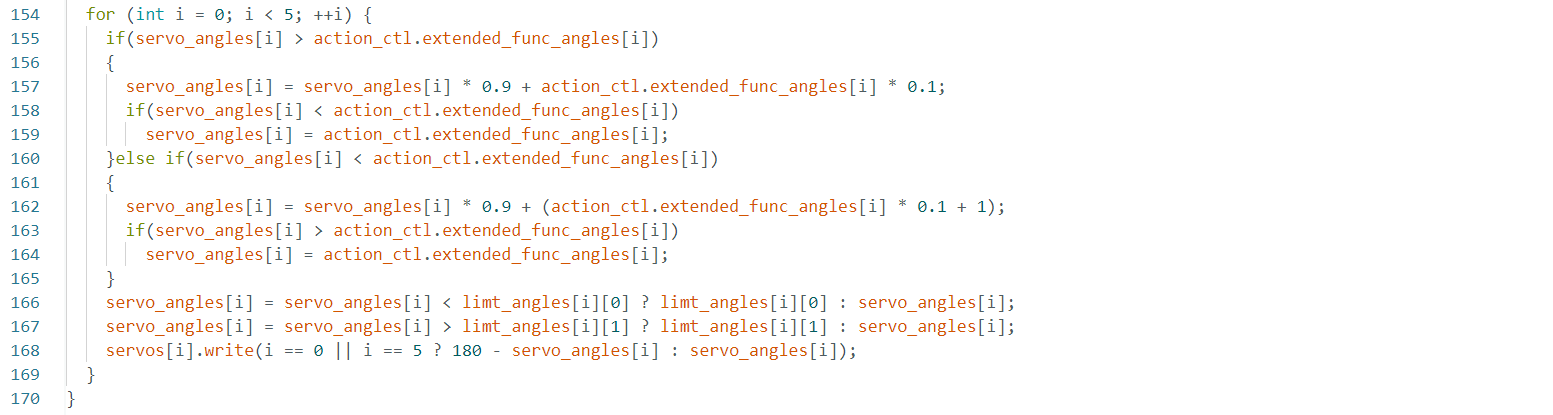 154 for (int i = 0; i < 5; ++i) {
155 if(servo_angles[i] > action_ctl.extended_func_angles[i])
156 {
157 servo_angles[i] = servo_angles[i] * 0.9 + action_ctl.extended_func_angles[i] * 0.1;
158 if(servo_angles[i] < action_ctl.extended_func_angles[i])
159 servo_angles[i] = action_ctl.extended_func_angles[i];
160 }else if(servo_angles[i] < action_ctl.extended_func_angles[i])
161 {
162 servo_angles[i] = servo_angles[i] * 0.9 + (action_ctl.extended_func_angles[i] * 0.1 + 1);
163 if(servo_angles[i] > action_ctl.extended_func_angles[i])
164 servo_angles[i] = action_ctl.extended_func_angles[i];
165 }
166 servo_angles[i] = servo_angles[i] < limt_angles[i][0] ? limt_angles[i][0] : servo_angles[i];
167 servo_angles[i] = servo_angles[i] > limt_angles[i][1] ? limt_angles[i][1] : servo_angles[i];
168 servos[i].write(i == 0 || i == 5 ? 180 - servo_angles[i] : servo_angles[i]);
169 }
170 }